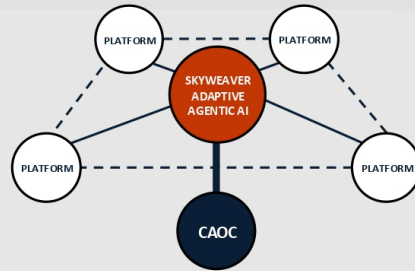 PLATFORM
PLATFORM
SKYWEAVER
ADAPTIVE
AGENTIC AI
PLATFORM
PLATFORM
CAOC